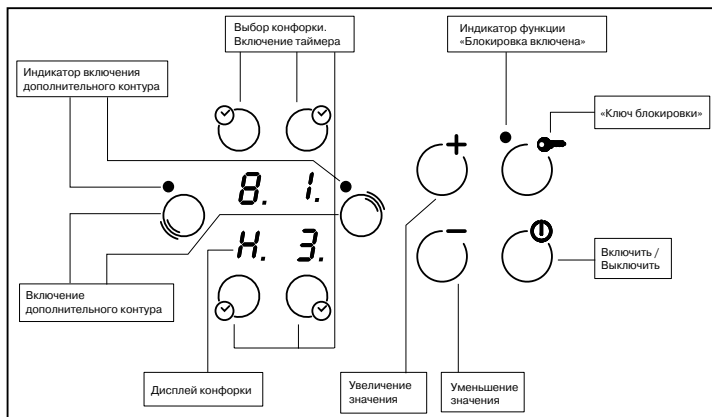 Выбор конфорки.
Включение таймера
Индикатор функции
«Блокировка включена»
Индикатор включения
дополнительного контура
«Ключ блокировки»
8. 1.
H. 3.
Включить /
Выключить
Включение
дополнительного контура
Дисплей конфорки
Увеличение
значения
Уменьшение
значения